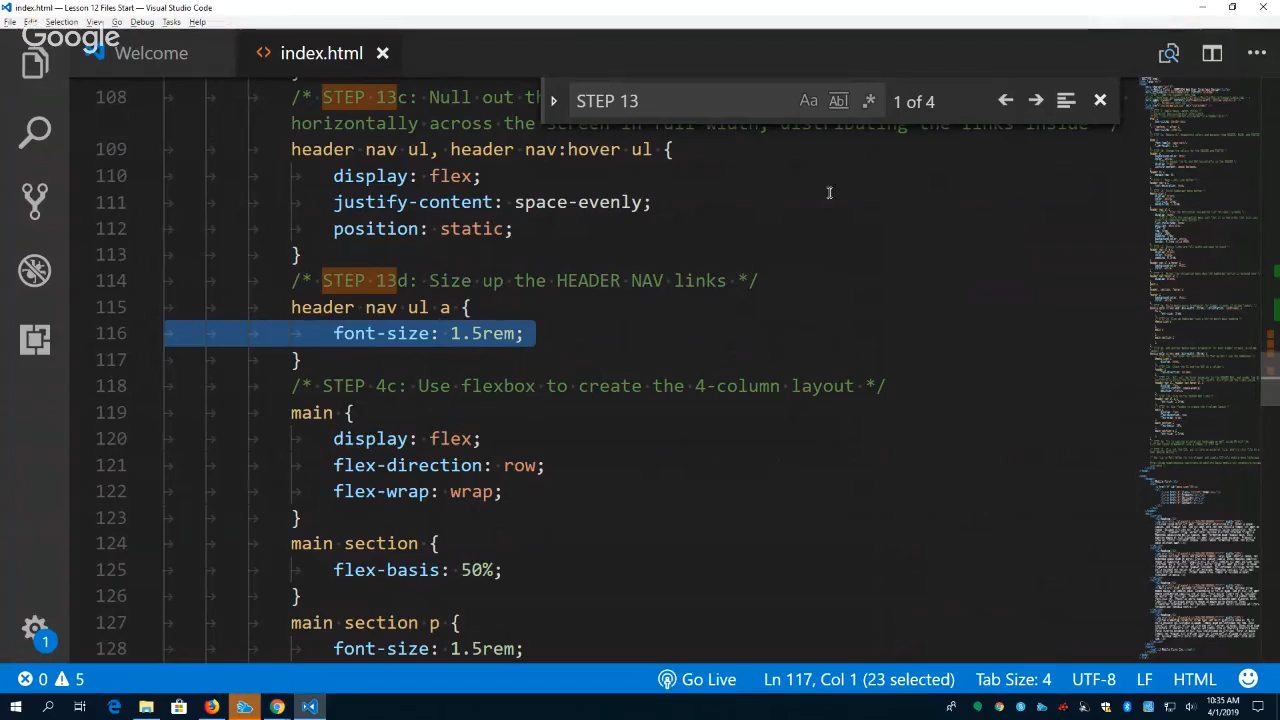 index.html — Lesson 12 Files Start — Visual Studio Code
File Edit Selection View Go Debug Tasks Help
Google
Welcome
index.html
STEP 13
Aa Abl .* 1 of 4
108 /* STEP 13c: Null out th
horizontally across the screen in full width, distributing the links inside */
109 header nav ul, header nav:hover ul {
110 display: flex;
111 justify-content: space-evenly;
112 position: static;
113 }
114 /* STEP 13d: Size up the HEADER NAV links */
115 header nav ul a {
116 font-size: 1.5rem;
117 }
118 /* STEP 4c: Use flexbox to create the 4-column layout */
119 main {
120 display: flex;
121 flex-direction: row;
122 flex-wrap: wrap;
123 }
124 main section {
125 flex-basis: 50%;
126 }
127 main section p {
128 font-size: 1.5rem;
1
0 5 Go Live Ln 117, Col 1 (23 selected) Tab Size: 4 UTF-8 LF HTML
10:35 AM
4/1/2019